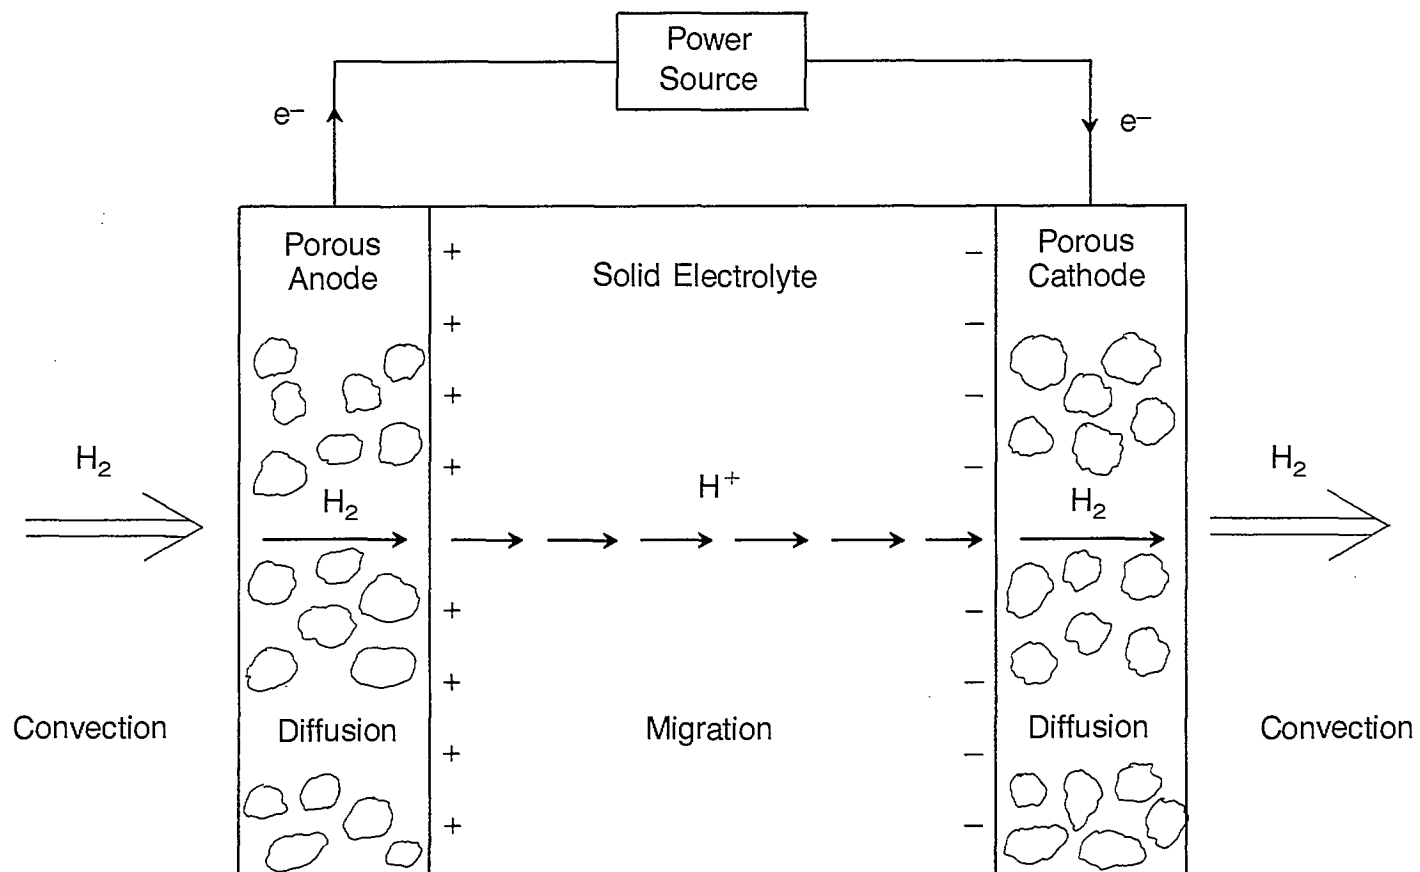 Power
Source
e⁻
e⁻
Porous
Anode
Solid Electrolyte
Porous
Cathode
+ −
+ −
+ −
H₂
+ −
H₂
H₂
H⁺
H₂
+ −
+ −
Convection
Diffusion
Migration
Diffusion
Convection
+ −
+ −